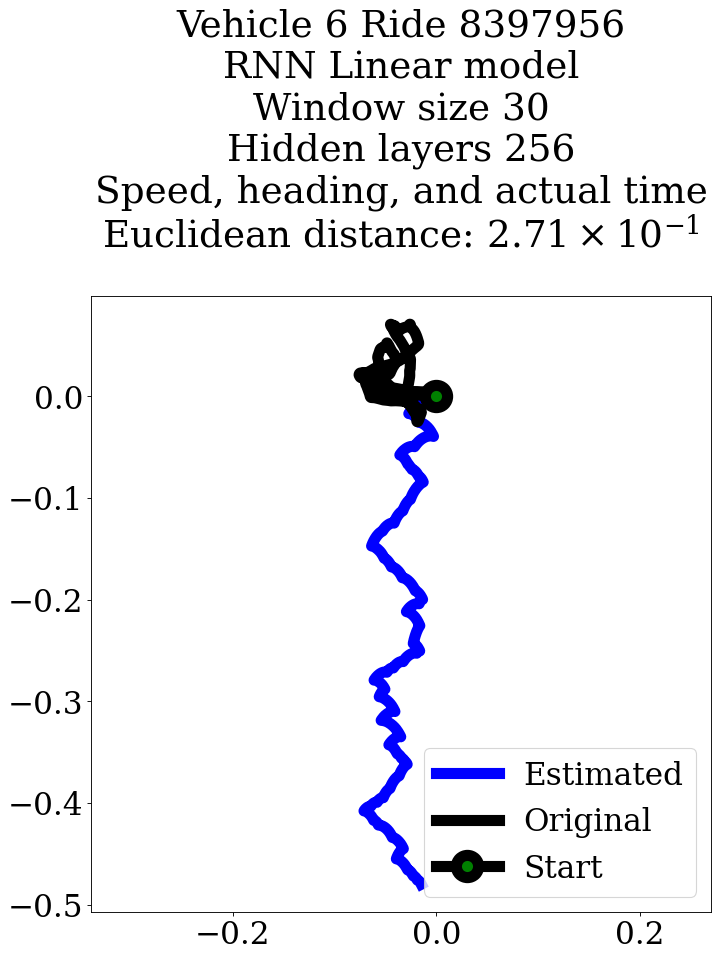 Vehicle 6 Ride 8397956
RNN Linear model
Window size 30
Hidden layers 256
Speed, heading, and actual time
Euclidean distance: 2.71 × 10⁻¹
0.0
−0.1
−0.2
−0.3
−0.4
−0.5
Estimated
Original
Start
−0.2 0.0 0.2